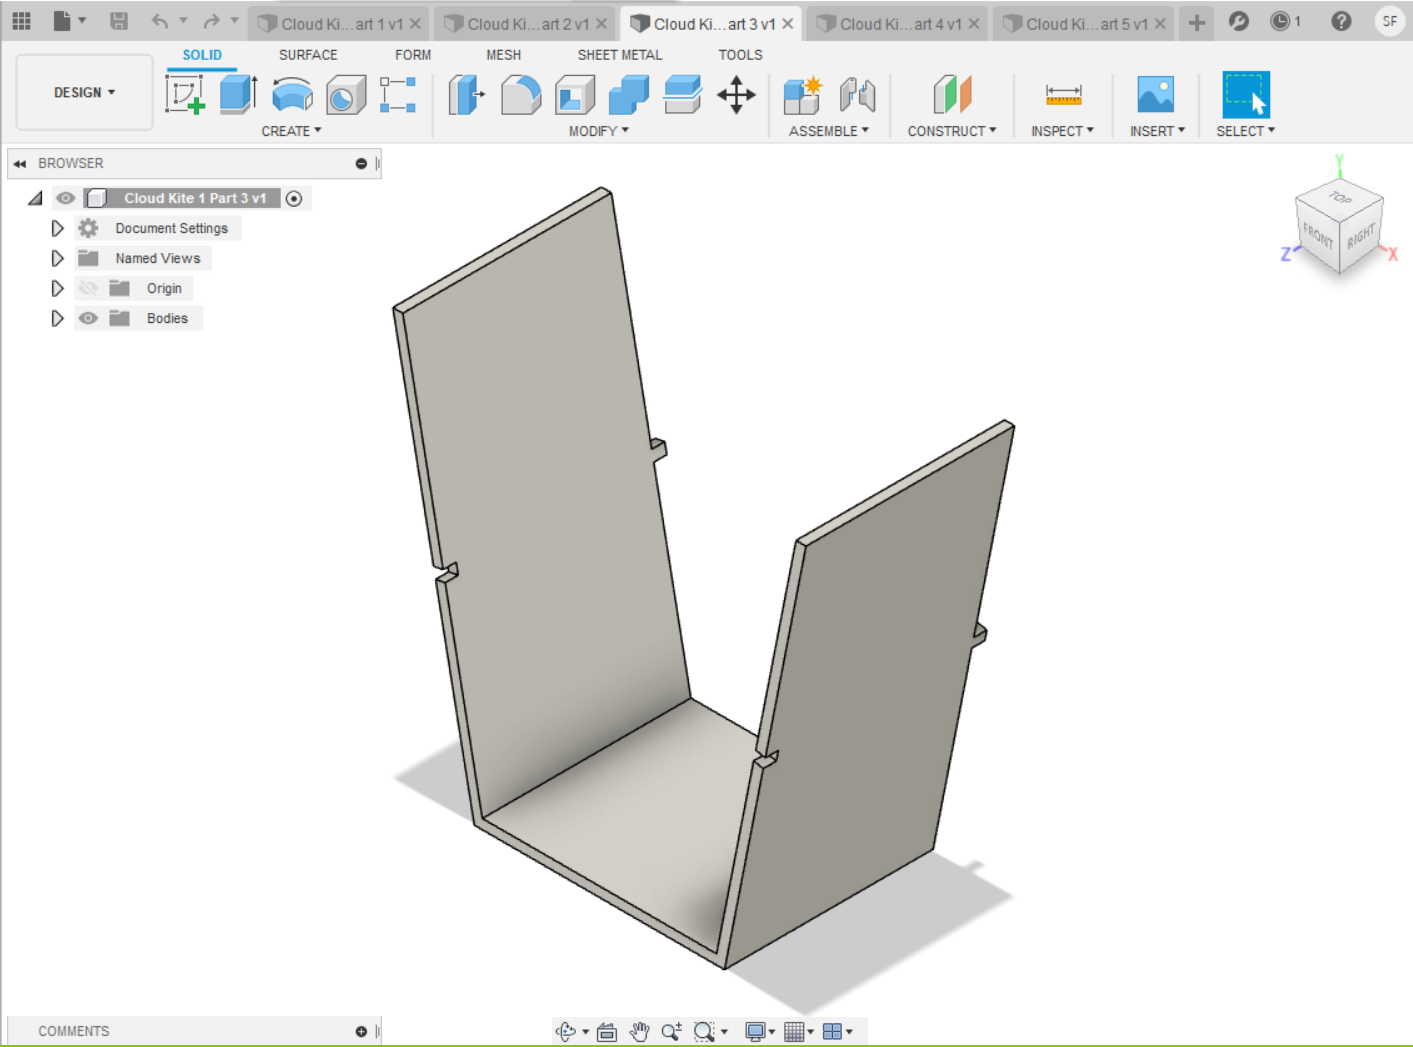 Cloud Ki...art 1 v1
Cloud Ki...art 2 v1
Cloud Ki...art 3 v1
Cloud Ki...art 4 v1
Cloud Ki...art 5 v1
1
SF
SOLID
SURFACE
FORM
MESH
SHEET METAL
TOOLS
DESIGN
CREATE
MODIFY
ASSEMBLE
CONSTRUCT
INSPECT
INSERT
SELECT
BROWSER
Cloud Kite 1 Part 3 v1
Document Settings
Named Views
Origin
Bodies
Y
TOP
FRONT
RIGHT
Z
X
COMMENTS